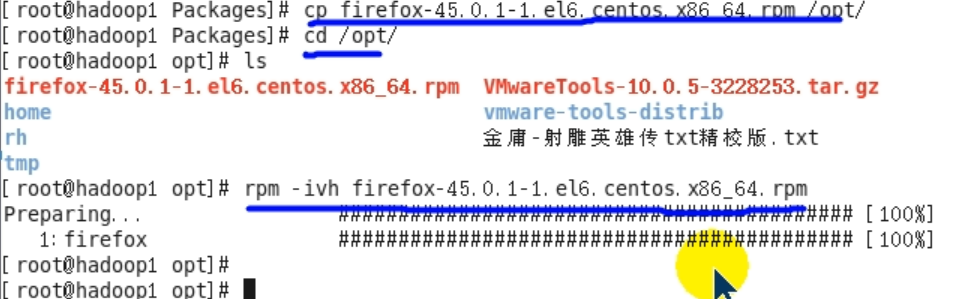 [ root@hadoop1 Packages]# cp firefox-45.0.1-1.el6.centos.x86_64.rpm /opt/
[ root@hadoop1 Packages]# cd /opt/
[ root@hadoop1 opt]# ls
firefox-45.0.1-1.el6.centos.x86_64.rpm VMwareTools-10.0.5-3228253.tar.gz
home vmware-tools-distrib
rh 金庸-射雕英雄传txt精校版.txt
tmp
[ root@hadoop1 opt]# rpm -ivh firefox-45.0.1-1.el6.centos.x86_64.rpm
Preparing... ########################################### [100%]
1:firefox ########################################### [100%]
[ root@hadoop1 opt]#
[ root@hadoop1 opt]#